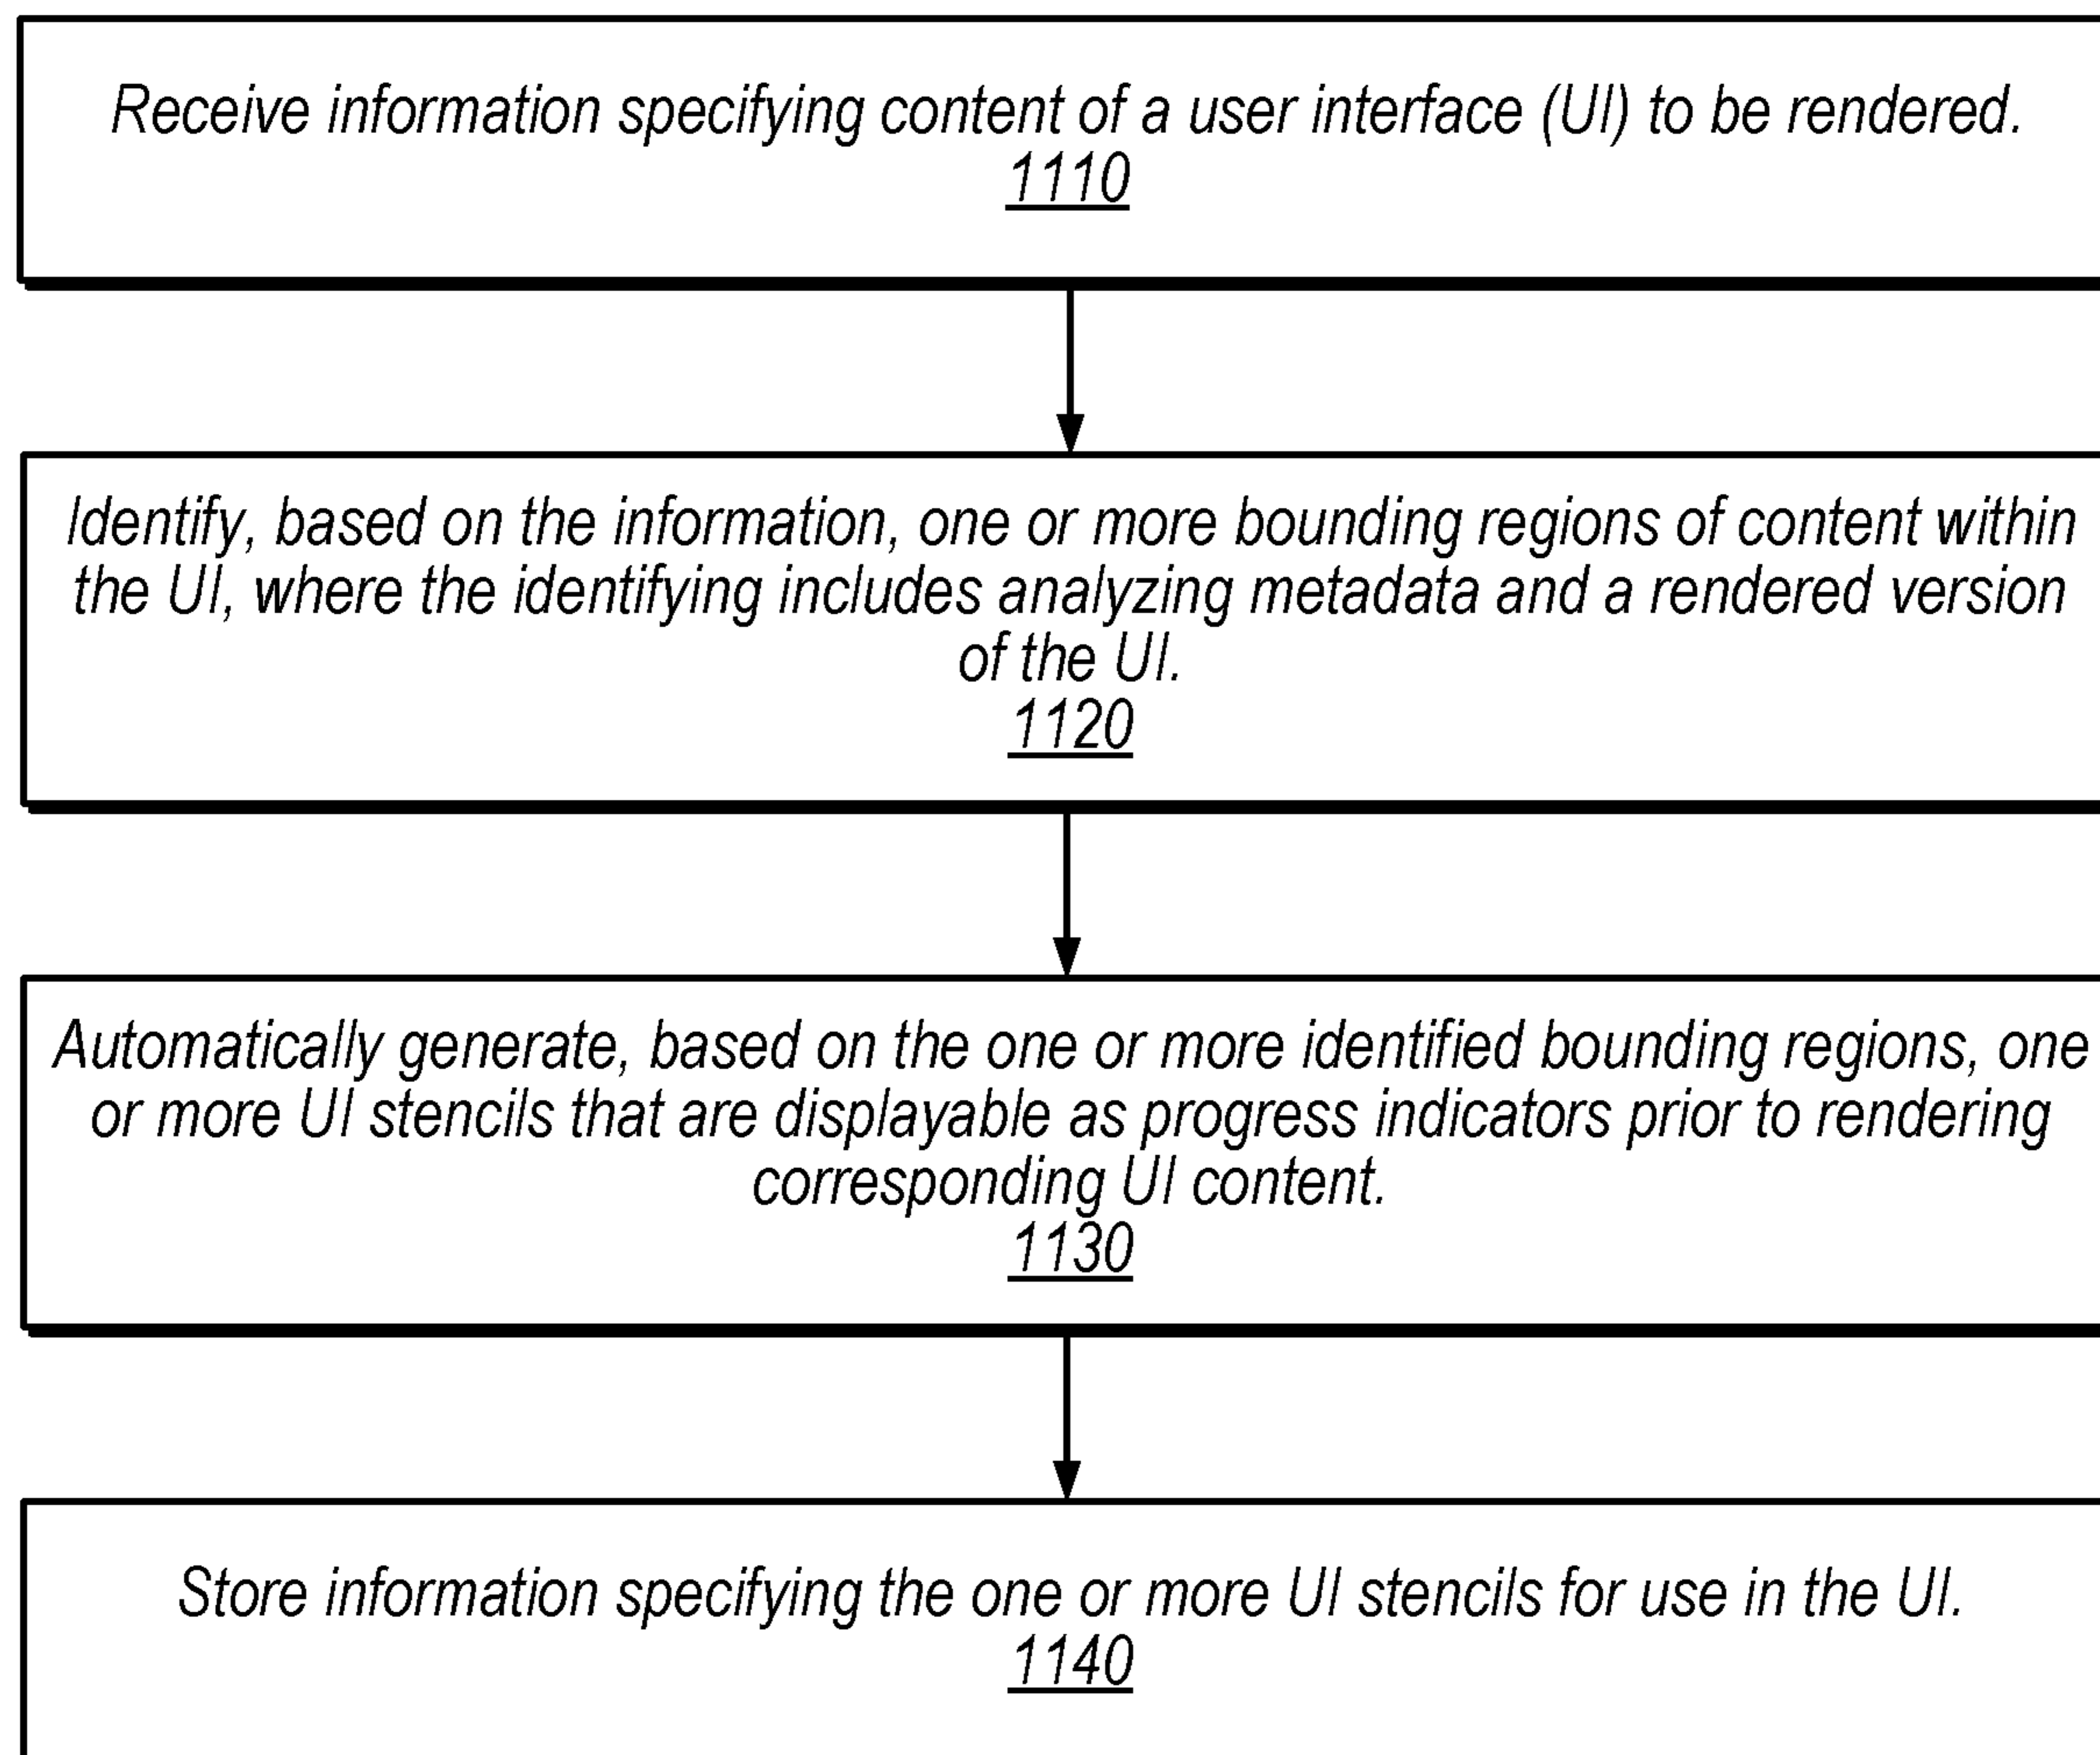 Receive information specifying content of a user interface (UI) to be rendered.
1110
Identify, based on the information, one or more bounding regions of content within
the UI, where the identifying includes analyzing metadata and a rendered version
of the UI.
1120
Automatically generate, based on the one or more identified bounding regions, one
or more UI stencils that are displayable as progress indicators prior to rendering
corresponding UI content.
1130
Store information specifying the one or more UI stencils for use in the UI.
1140